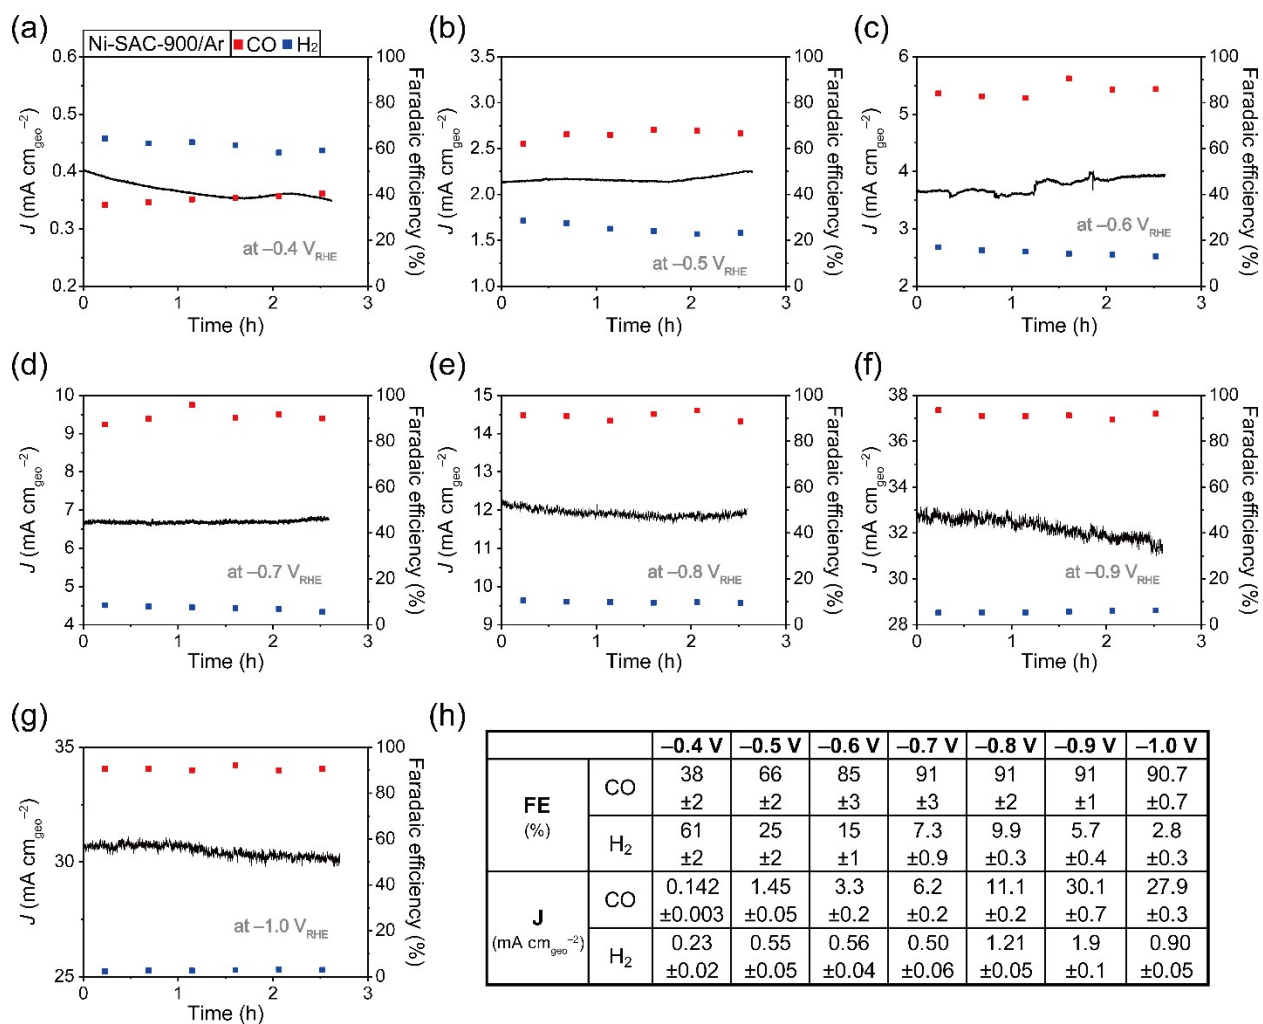 (a)
Ni-SAC-900/Ar CO H₂
0.6
0.5
0.4
0.3
0.2
J (mA cm_geo⁻²)
100
80
60
40
20
0
Faradaic efficiency (%)
at −0.4 V_RHE
0 1 2 3
Time (h)
(b)
3.5
3.0
2.5
2.0
1.5
1.0
J (mA cm_geo⁻²)
100
80
60
40
20
0
Faradaic efficiency (%)
at −0.5 V_RHE
0 1 2 3
Time (h)
(c)
6
5
4
3
2
J (mA cm_geo⁻²)
100
80
60
40
20
0
Faradaic efficiency (%)
at −0.6 V_RHE
0 1 2 3
Time (h)
(d)
10
9
8
7
6
5
4
J (mA cm_geo⁻²)
100
80
60
40
20
0
Faradaic efficiency (%)
at −0.7 V_RHE
0 1 2 3
Time (h)
(e)
15
14
13
12
11
10
9
J (mA cm_geo⁻²)
100
80
60
40
20
0
Faradaic efficiency (%)
at −0.8 V_RHE
0 1 2 3
Time (h)
(f)
38
36
34
32
30
28
J (mA cm_geo⁻²)
100
80
60
40
20
0
Faradaic efficiency (%)
at −0.9 V_RHE
0 1 2 3
Time (h)
(g)
35
30
25
J (mA cm_geo⁻²)
100
80
60
40
20
0
Faradaic efficiency (%)
at −1.0 V_RHE
0 1 2 3
Time (h)
(h)
−0.4 V −0.5 V −0.6 V −0.7 V −0.8 V −0.9 V −1.0 V
FE
(%)
CO
38 66 85 91 91 91 90.7
±2 ±2 ±3 ±3 ±2 ±1 ±0.7
H₂
61 25 15 7.3 9.9 5.7 2.8
±2 ±2 ±1 ±0.9 ±0.3 ±0.4 ±0.3
J
(mA cm_geo⁻²)
CO
0.142 1.45 3.3 6.2 11.1 30.1 27.9
±0.003 ±0.05 ±0.2 ±0.2 ±0.2 ±0.7 ±0.3
H₂
0.23 0.55 0.56 0.50 1.21 1.9 0.90
±0.02 ±0.05 ±0.04 ±0.06 ±0.05 ±0.1 ±0.05